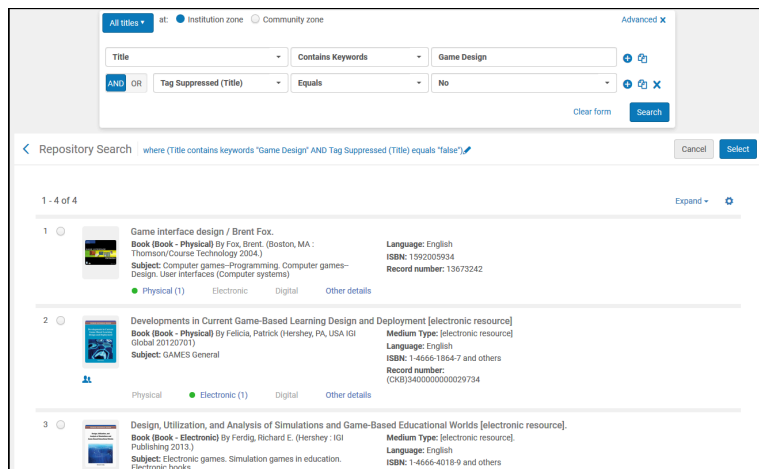 All titles at: Institution zone Community zone Advanced X
Title Contains Keywords Game Design
AND OR Tag Suppressed (Title) Equals No
Clear form Search
Repository Search where (Title contains keywords "Game Design" AND Tag Suppressed (Title) equals "false") Cancel Select
1 - 4 of 4 Expand
1 Game interface design / Brent Fox.
Book (Book - Physical) By Fox, Brent. (Boston, MA :
Thomson/Course Technology 2004.)
Subject: Computer games--Programming. Computer games--
Design. User interfaces (Computer systems)
Language: English
ISBN: 1592005934
Record number: 13673242
Physical (1) Electronic Digital Other details
2 Developments in Current Game-Based Learning Design and Deployment [electronic resource]
Book (Book - Physical) By Felicia, Patrick (Hershey, PA, USA IGI
Global 20120701)
Subject: GAMES General
Medium Type: [electronic resource]
Language: English
ISBN: 1-4666-1864-7 and others
Record number:
(CKB)3400000000029734
Physical Electronic (1) Digital Other details
3 Design, Utilization, and Analysis of Simulations and Game-Based Educational Worlds [electronic resource].
Book (Book - Electronic) By Ferdig, Richard E. (Hershey : IGI
Publishing 2013.)
Subject: Electronic games. Simulation games in education.
Electronic books.
Medium Type: [electronic resource].
Language: English
ISBN: 1-4666-4018-9 and others